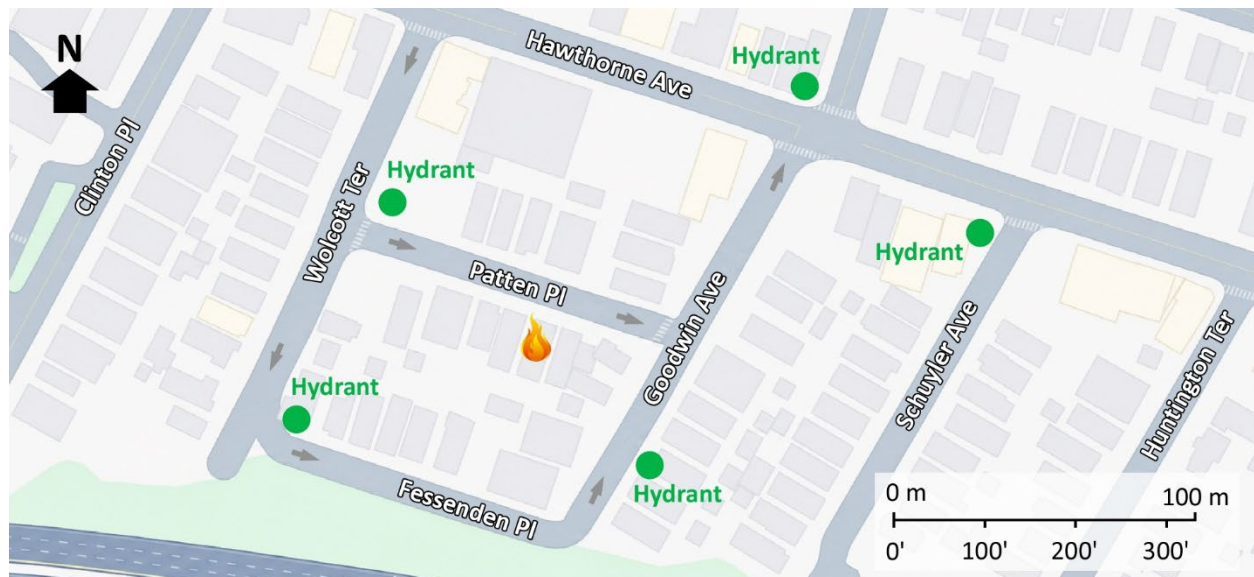 N
Hawthorne Ave
Hydrant
Clinton Pl
Hydrant
Wolcott Ter
Hydrant
Patten Pl
Goodwin Ave
Schuyler Ave
Huntington Ter
Hydrant
Hydrant
Fessenden Pl
0 m 100 m
0' 100' 200' 300'